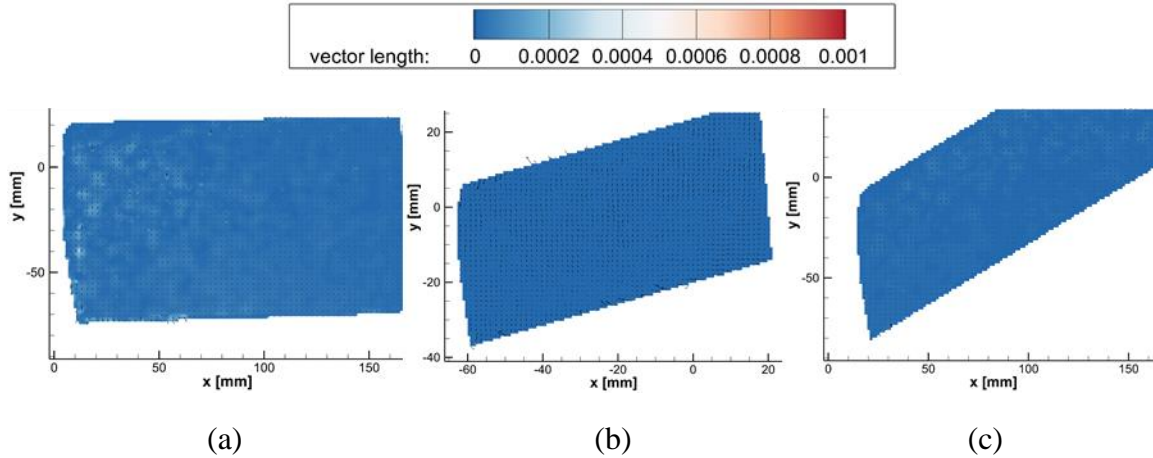 vector length: 0 0.0002 0.0004 0.0006 0.0008 0.001
y [mm]
0
-50
0 50 100 150
x [mm]
y [mm]
20
0
-20
-40
-60 -40 -20 0 20
x [mm]
y [mm]
0
-50
0 50 100 150
x [mm]
(a) (b) (c)